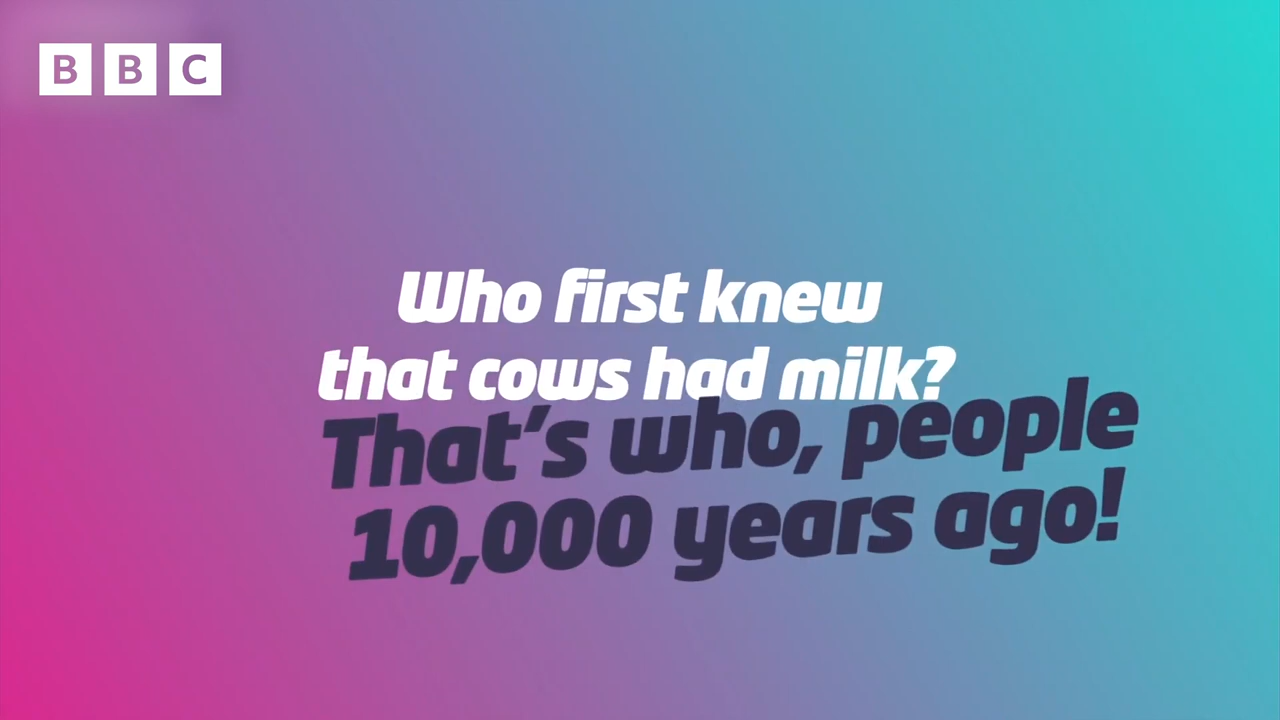 BBC
Who first knew
that cows had milk?
That's who, people
10,000 years ago!